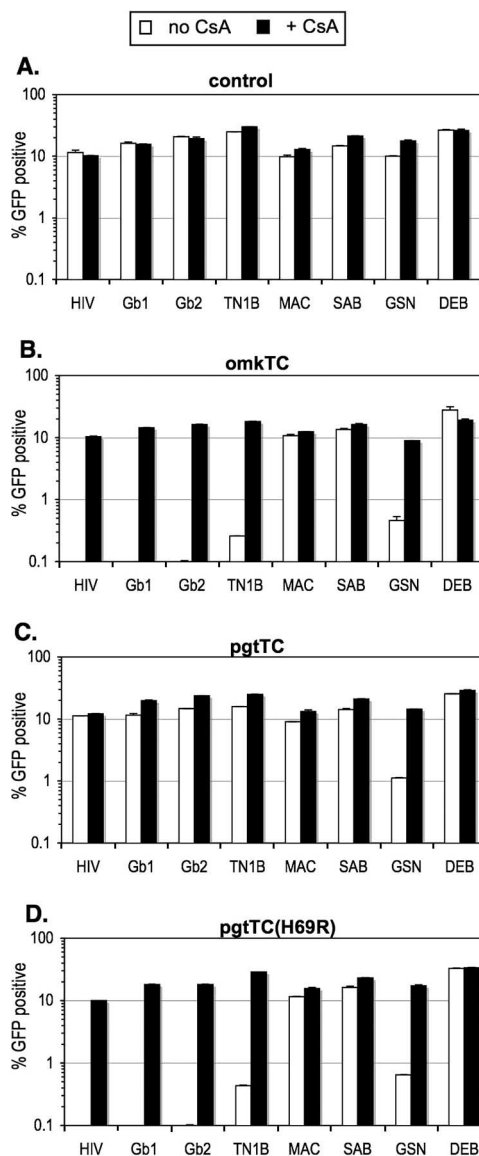 no CsA + CsA
A.
control
% GFP positive
100
10
1
0.1
HIV Gb1 Gb2 TN1B MAC SAB GSN DEB
B.
omkTC
% GFP positive
100
10
1
0.1
HIV Gb1 Gb2 TN1B MAC SAB GSN DEB
C.
pgtTC
% GFP positive
100
10
1
0.1
HIV Gb1 Gb2 TN1B MAC SAB GSN DEB
D.
pgtTC(H69R)
% GFP positive
100
10
1
0.1
HIV Gb1 Gb2 TN1B MAC SAB GSN DEB